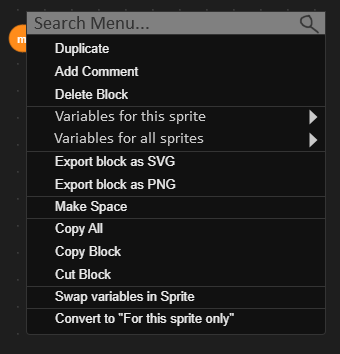 Search Menu...
m
Duplicate
Add Comment
Delete Block
Variables for this sprite
Variables for all sprites
Export block as SVG
Export block as PNG
Make Space
Copy All
Copy Block
Cut Block
Swap variables in Sprite
Convert to "For this sprite only"